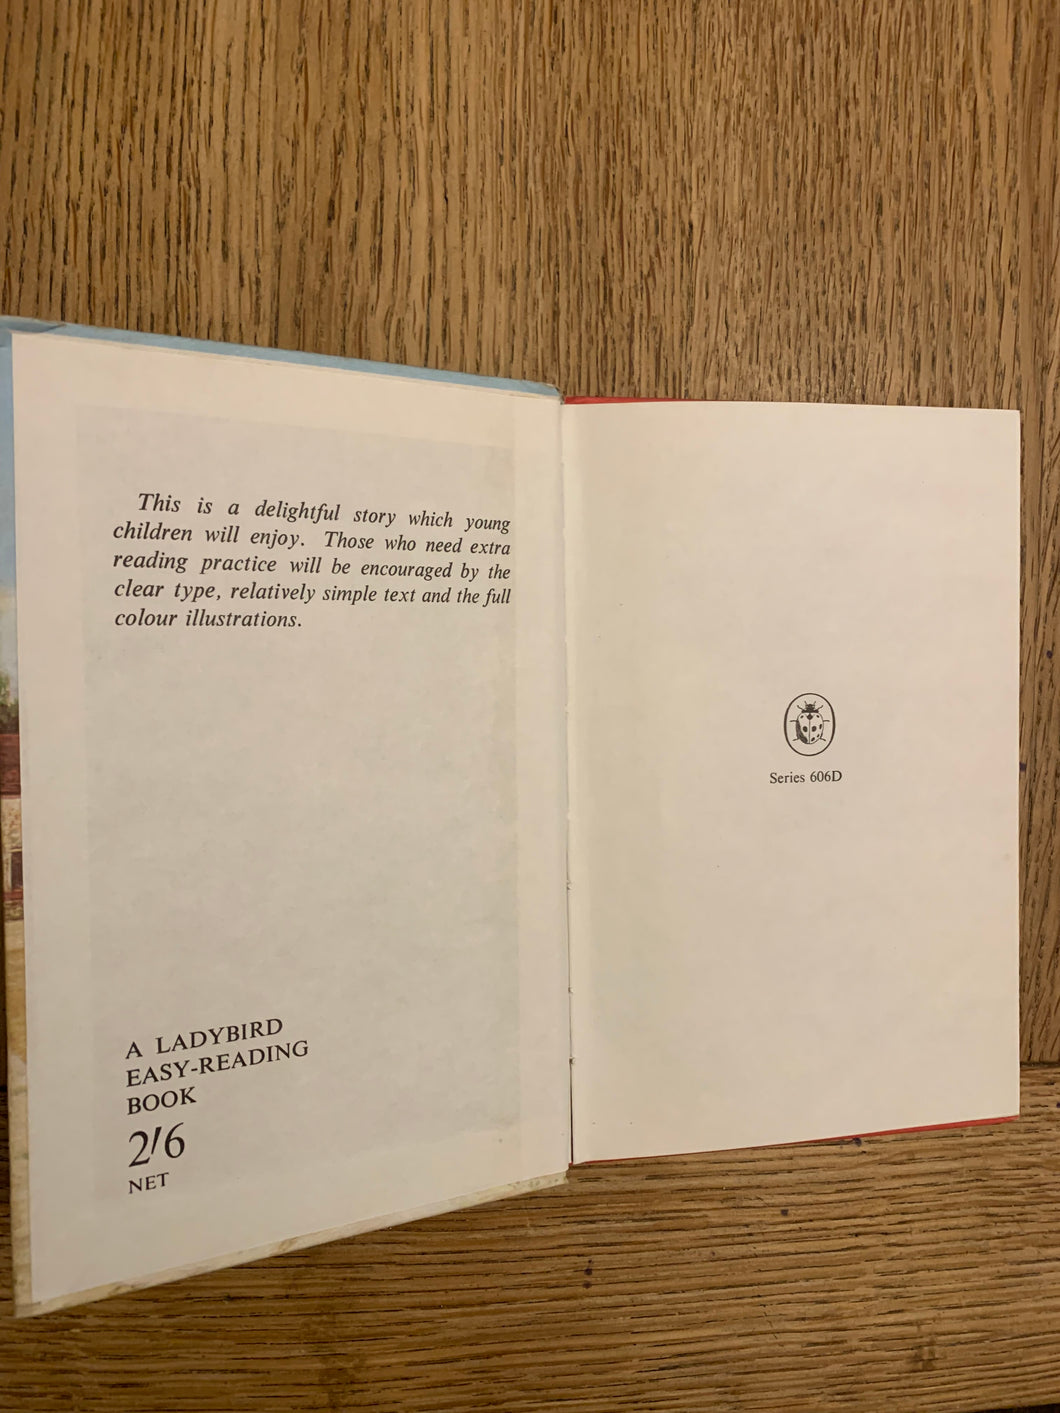 This is a delightful story which young
children will enjoy. Those who need extra
reading practice will be encouraged by the
clear type, relatively simple text and the full
colour illustrations.
A LADYBIRD
EASY-READING
BOOK
2/6
NET
Series 606D